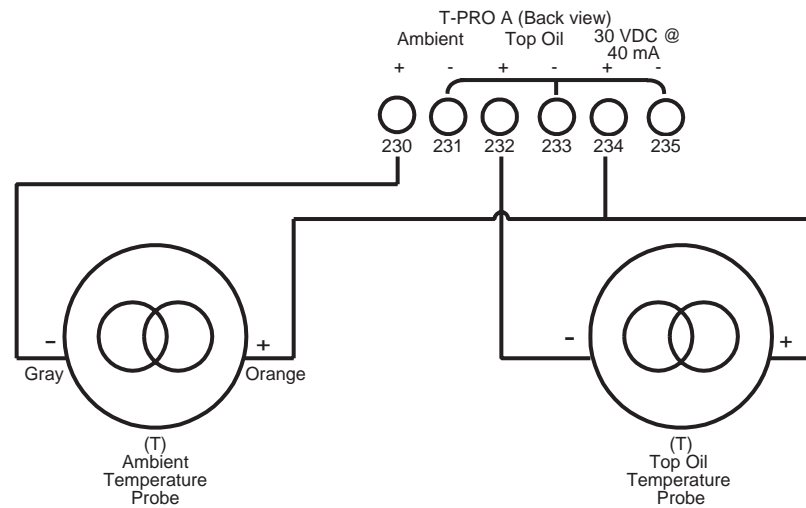 T-PRO A (Back view)
Ambient Top Oil 30 VDC @
40 mA
+ - + - + -
230 231 232 233 234 235
- + - +
Gray Orange
(T) (T)
Ambient Top Oil
Temperature Temperature
Probe Probe